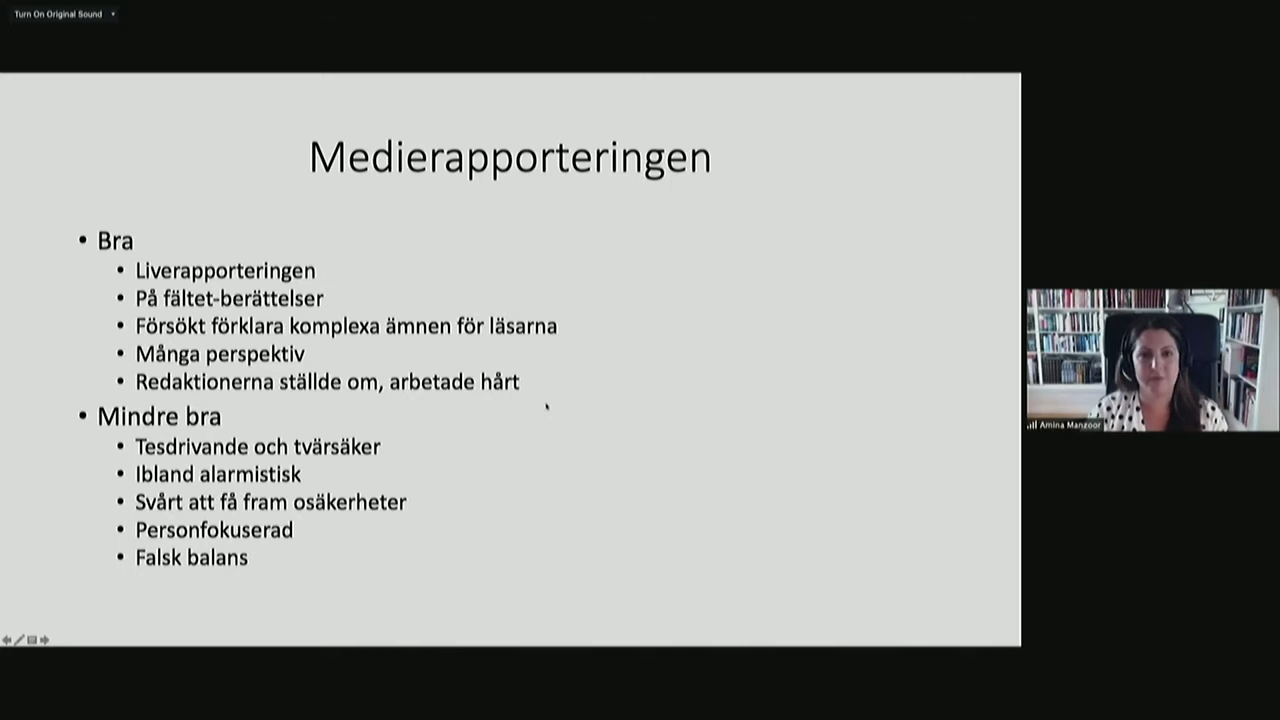 Turn On Original Sound
Medierapporteringen
• Bra
• Liverapporteringen
• På fältet-berättelser
• Försökt förklara komplexa ämnen för läsarna
• Många perspektiv
• Redaktionerna ställde om, arbetade hårt
• Mindre bra
• Tesdrivande och tvärsäker
• Ibland alarmistisk
• Svårt att få fram osäkerheter
• Personfokuserad
• Falsk balans
Amina Manzoor